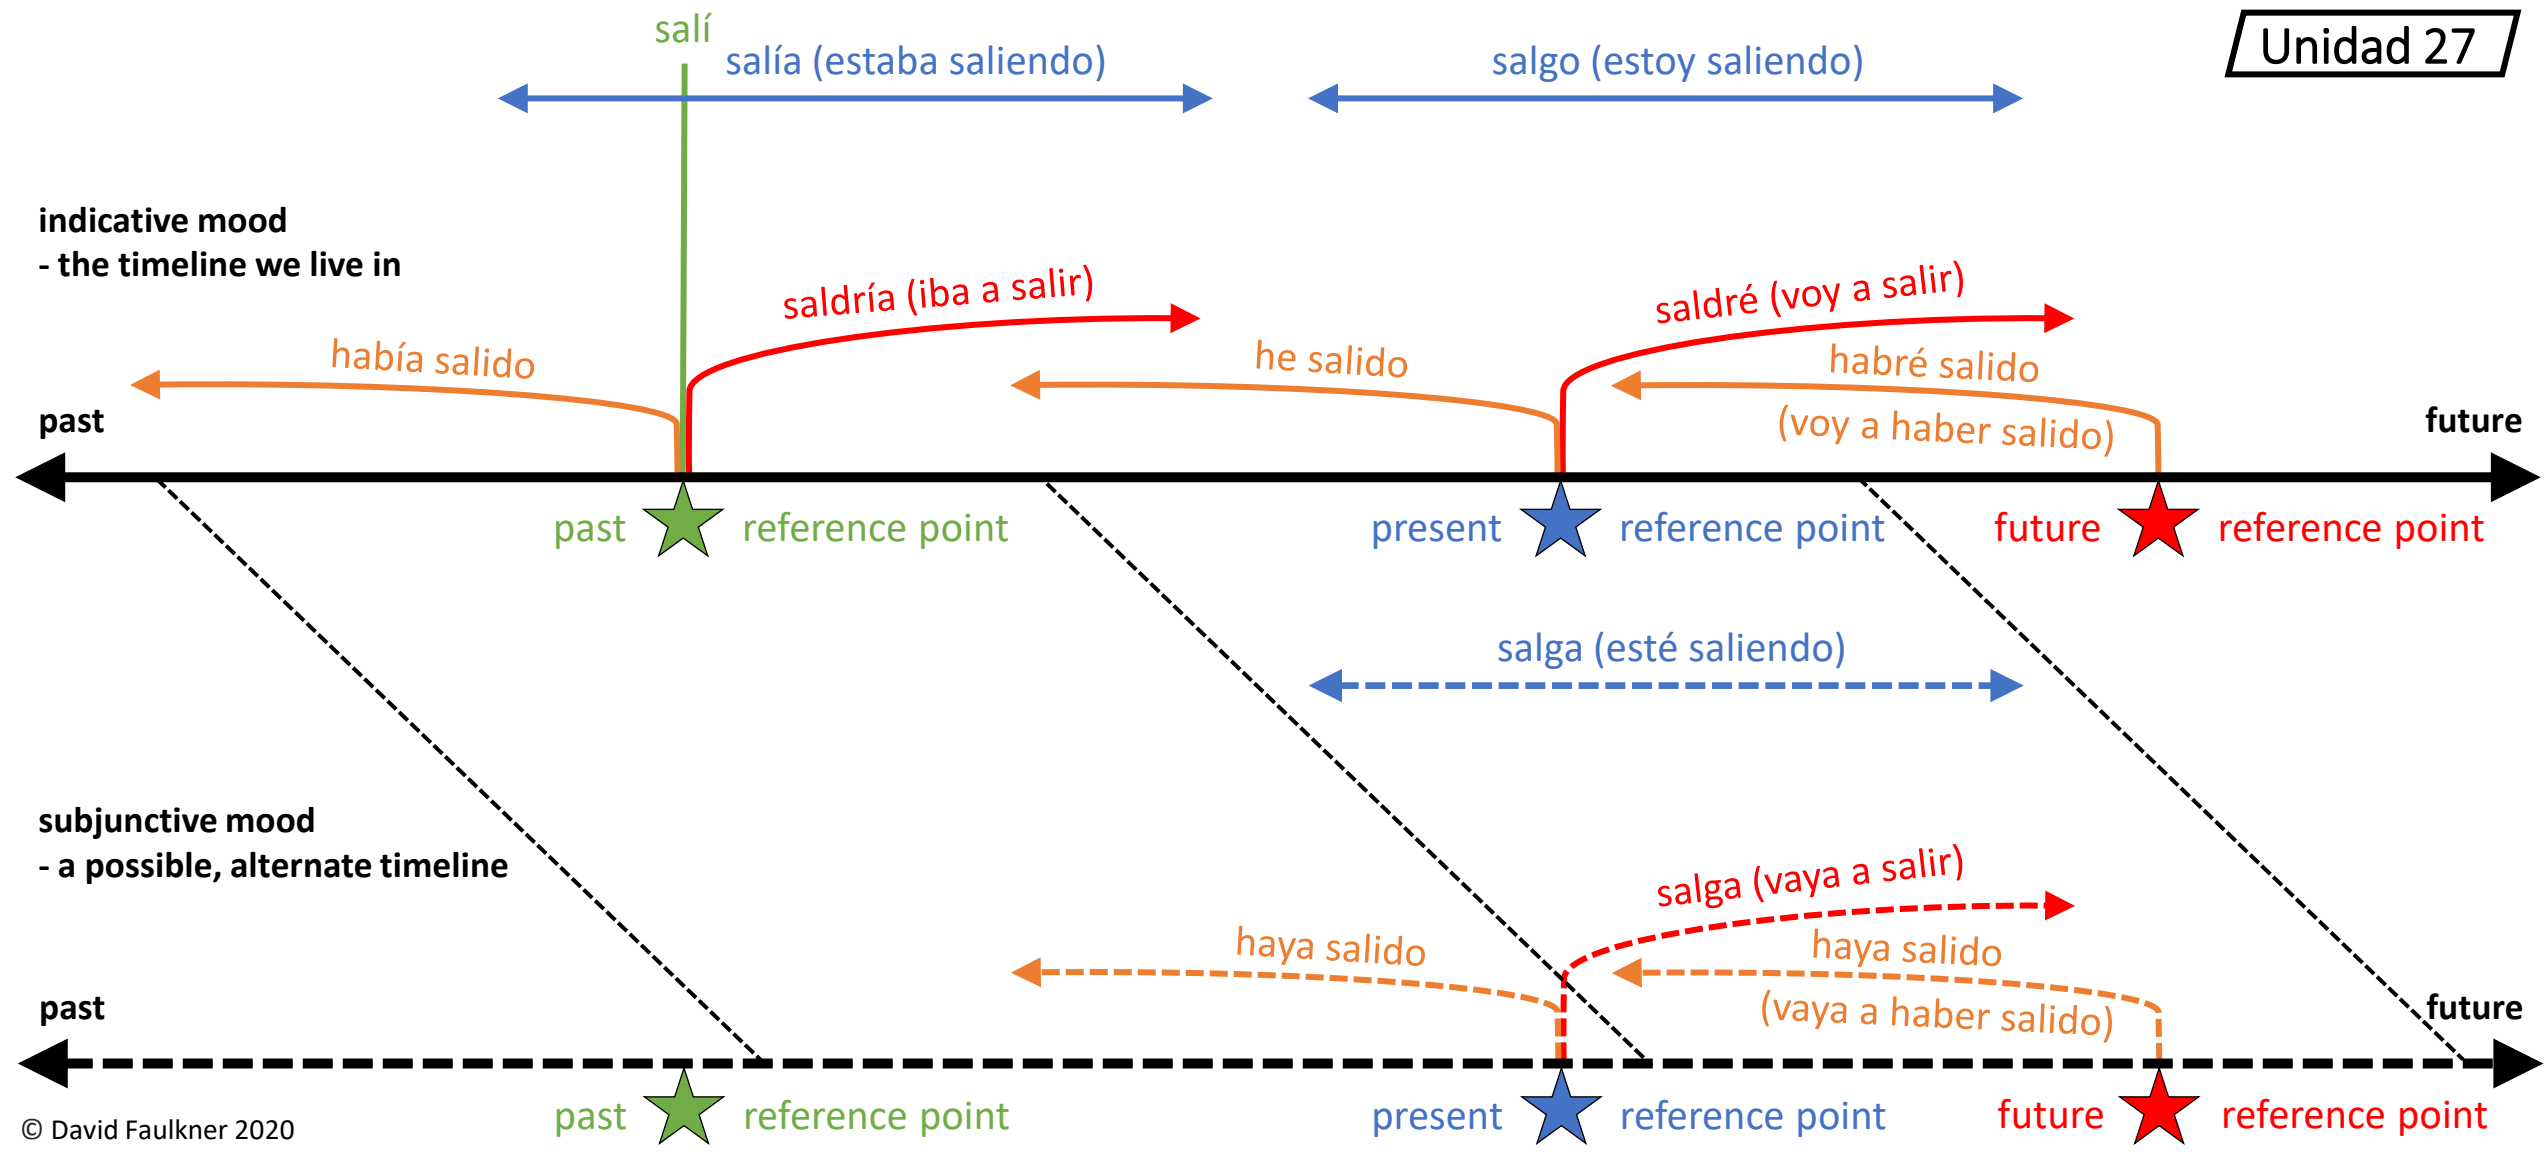 salí
salía (estaba saliendo)
salgo (estoy saliendo)
Unidad 27
indicative mood
- the timeline we live in
saldría (iba a salir)
saldré (voy a salir)
había salido
he salido
habré salido
(voy a haber salido)
past
future
past reference point
present reference point
future reference point
salga (esté saliendo)
subjunctive mood
- a possible, alternate timeline
salga (vaya a salir)
haya salido
haya salido
(vaya a haber salido)
past
future
past reference point
present reference point
future reference point
© David Faulkner 2020